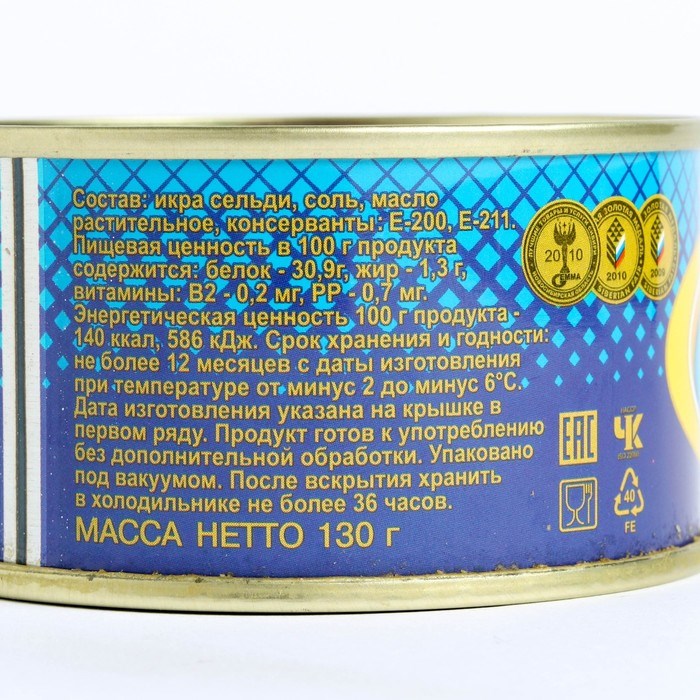 Состав: икра сельди, соль, масло
растительное, консерванты: Е-200, Е-211.
Пищевая ценность в 100 г продукта
содержится: белок - 30,9г, жир - 1,3 г,
витамины: В2 - 0,2 мг, РР - 0,7 мг.
Энергетическая ценность 100 г продукта -
140 ккал, 586 кДж. Срок хранения и годности:
не более 12 месяцев с даты изготовления
при температуре от минус 2 до минус 6°С.
Дата изготовления указана на крышке в
первом ряду. Продукт готов к употреблению
без дополнительной обработки. Упаковано
под вакуумом. После вскрытия хранить
в холодильнике не более 36 часов.
МАССА НЕТТО 130 г
2010
GЕММА
2010
2009
EAC
ЧК
40
FE